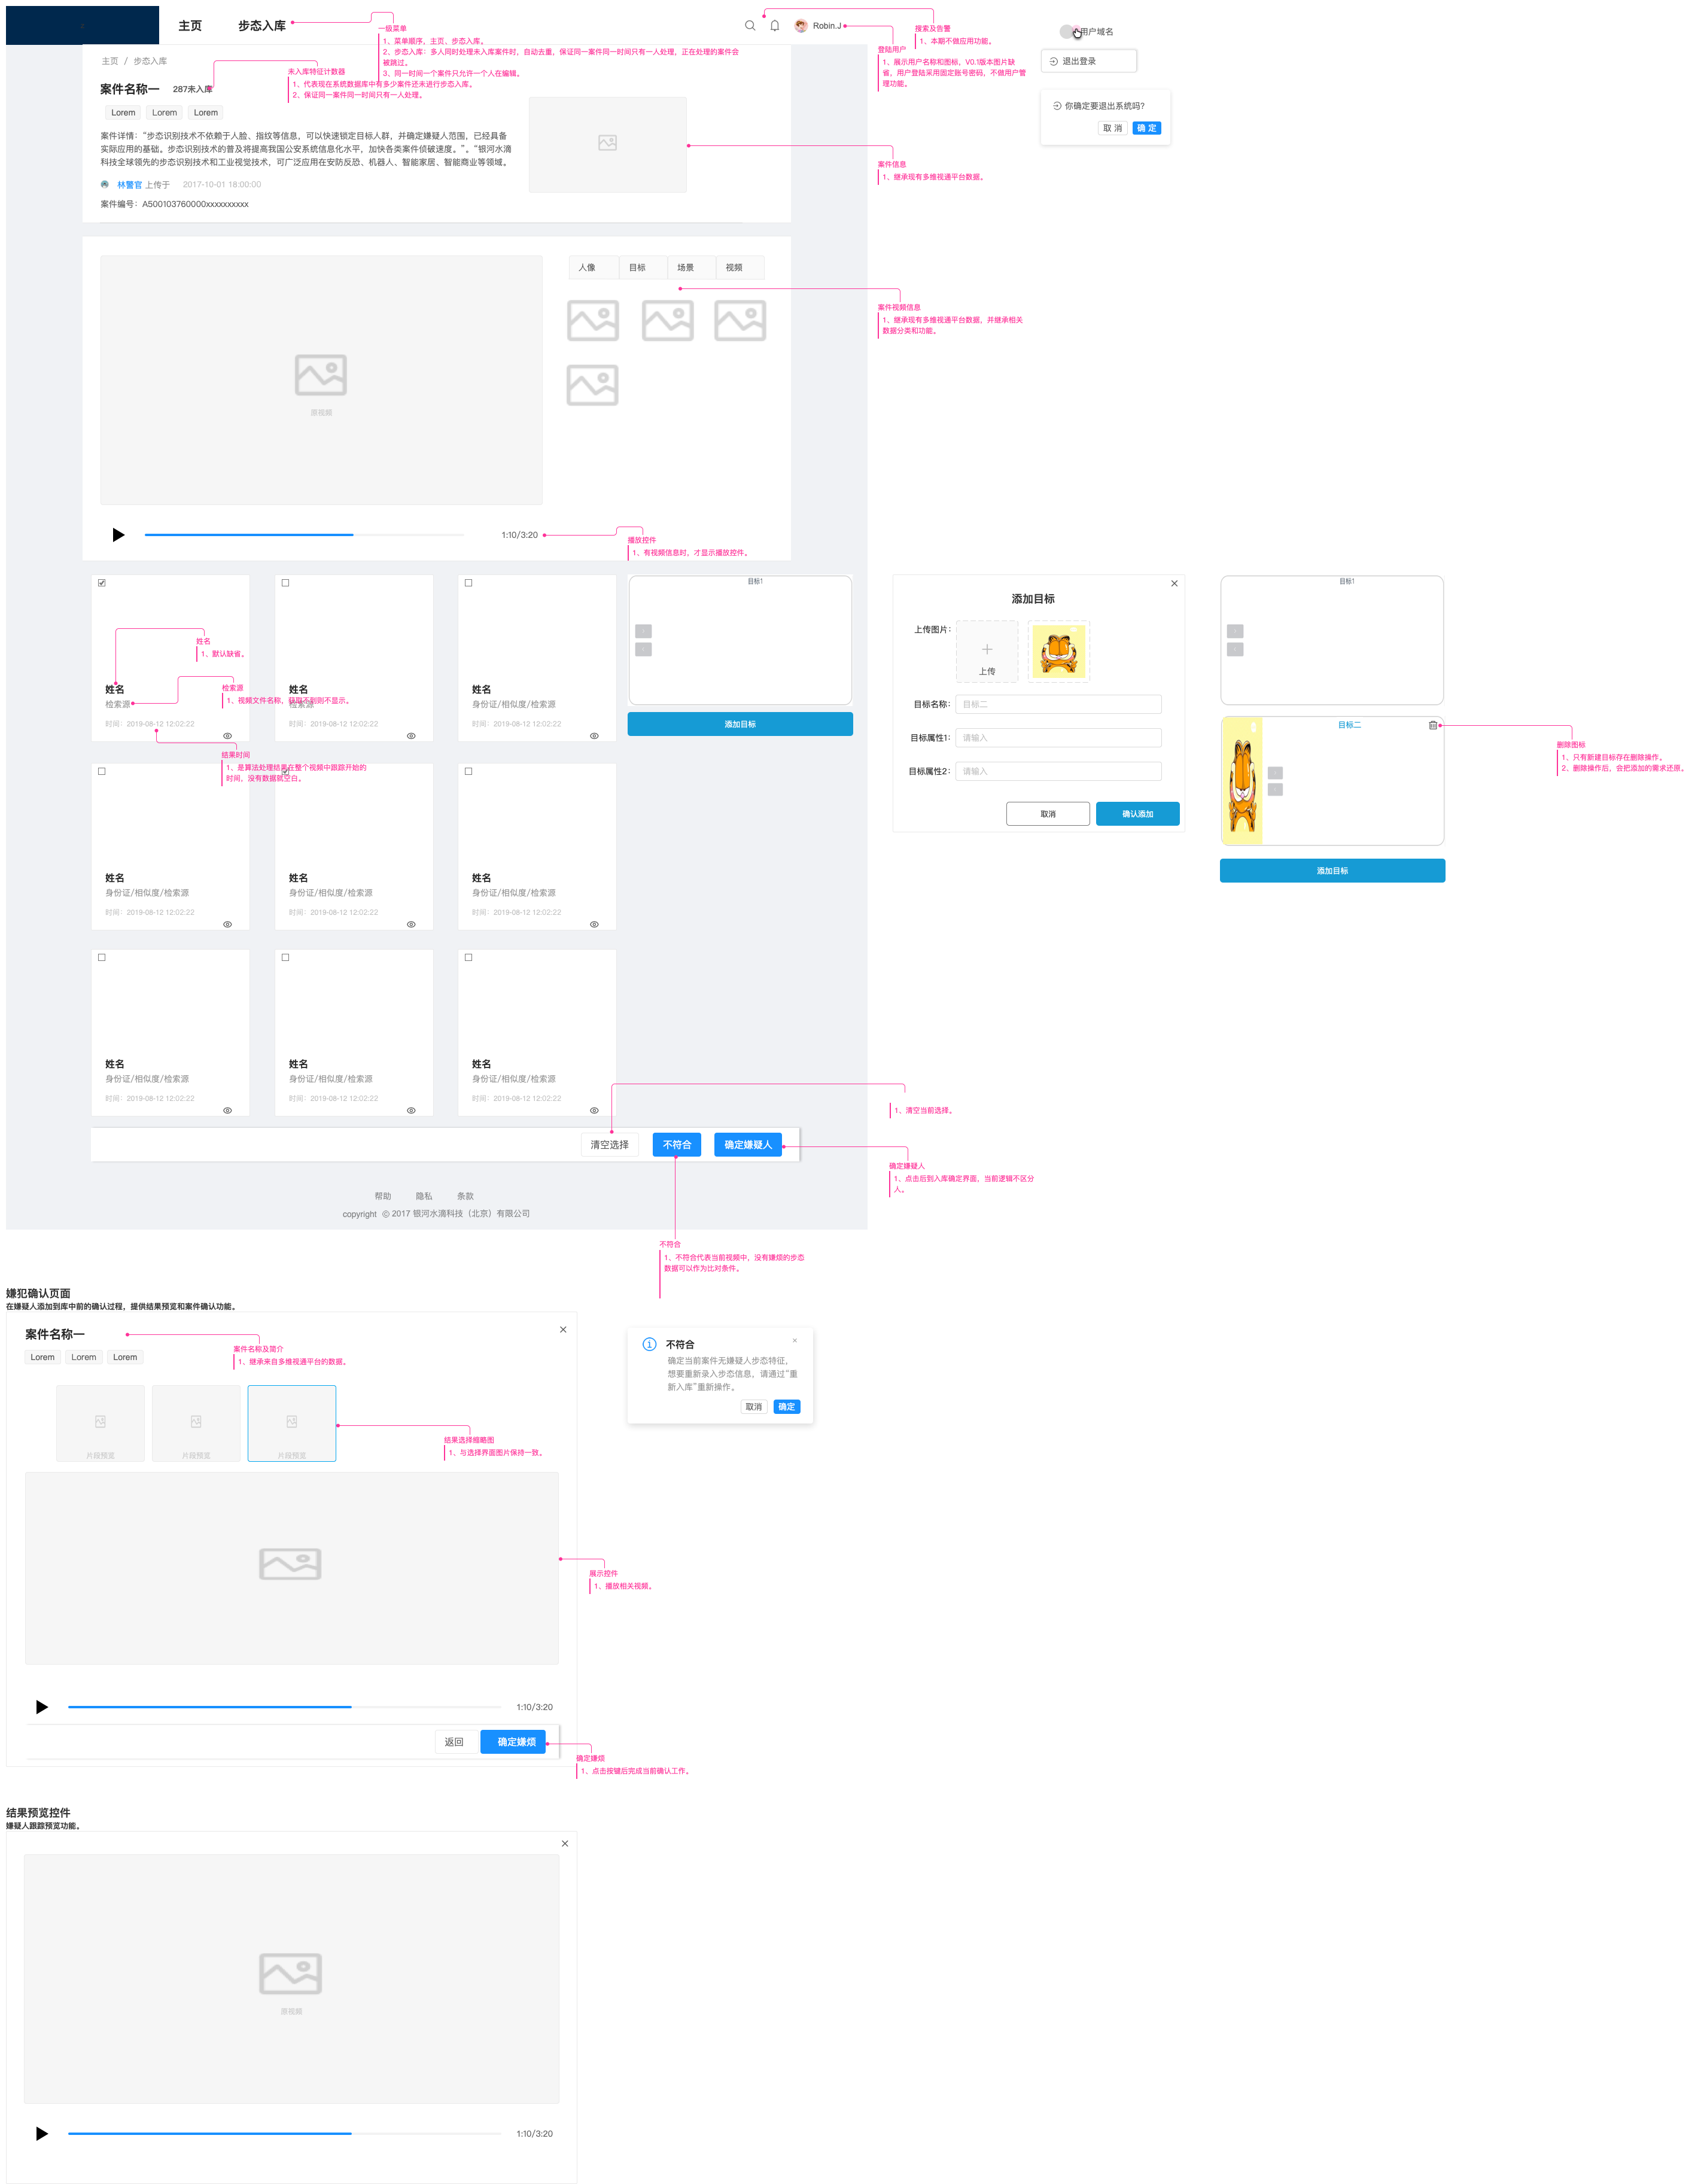 主页
步态入库
Robin.J
一级菜单
1、菜单顺序，主页、步态入库。
2、步态入库：多人同时处理未入库案件时，自动去重，保证同一案件同一时间只有一人处理，正在处理的案件会
被跳过。
3、同一时间一个案件只允许一个人在编辑。
搜索及告警
1、本期不做应用功能。
登陆用户
1、展示用户名称和图标，V0.1版本图片缺
省，用户登陆采用固定账号密码，不做用户管
理功能。
用户域名
退出登录
你确定要退出系统吗?
取 消
确 定
主页 / 步态入库
未入库特征计数器
1、代表现在系统数据库中有多少案件还未进行步态入库。
2、保证同一案件同一时间只有一人处理。
案件名称一
287未入库
Lorem
Lorem
Lorem
案件详情：“步态识别技术不依赖于人脸、指纹等信息，可以快速锁定目标人群，并确定嫌疑人范围，已经具备
实际应用的基础。步态识别技术的普及将提高我国公安系统信息化水平，加快各类案件侦破速度。”。“银河水滴
科技全球领先的步态识别技术和工业视觉技术，可广泛应用在安防反恐、机器人、智能家居、智能商业等领域。
林警官 上传于 2017-10-01 18:00:00
案件编号：A500103760000xxxxxxxxxx
案件信息
1、继承现有多维视通平台数据。
人像
目标
场景
视频
案件视频信息
1、继承现有多维视通平台数据，并继承相关
数据分类和功能。
原视频
1:10/3:20
播放控件
1、有视频信息时，才显示播放控件。
姓名
1、默认缺省。
检索源
1、视频文件名称，获取不到则不显示。
姓名
检索源
时间：2019-08-12 12:02:22
姓名
检索源
时间：2019-08-12 12:02:22
姓名
身份证/相似度/检索源
时间：2019-08-12 12:02:22
目标1
添加目标
结果时间
1、是算法处理结果在整个视频中跟踪开始的
时间，没有数据就空白。
添加目标
上传图片：
上传
目标名称：
目标二
目标属性1：
请输入
目标属性2：
请输入
取消
确认添加
目标1
目标二
添加目标
删除图标
1、只有新建目标存在删除操作。
2、删除操作后，会把添加的需求还原。
姓名
身份证/相似度/检索源
时间：2019-08-12 12:02:22
姓名
身份证/相似度/检索源
时间：2019-08-12 12:02:22
姓名
身份证/相似度/检索源
时间：2019-08-12 12:02:22
姓名
身份证/相似度/检索源
时间：2019-08-12 12:02:22
姓名
身份证/相似度/检索源
时间：2019-08-12 12:02:22
姓名
身份证/相似度/检索源
时间：2019-08-12 12:02:22
1、清空当前选择。
清空选择
不符合
确定嫌疑人
确定嫌疑人
1、点击后到入库确定界面，当前逻辑不区分
人。
帮助
隐私
条款
copyright © 2017 银河水滴科技（北京）有限公司
不符合
1、不符合代表当前视频中，没有嫌烦的步态
数据可以作为比对条件。
嫌犯确认页面
在嫌疑人添加到库中前的确认过程，提供结果预览和案件确认功能。
案件名称一
Lorem
Lorem
Lorem
案件名称及简介
1、继承来自多维视通平台的数据。
片段预览
片段预览
片段预览
结果选择缩略图
1、与选择界面图片保持一致。
不符合
确定当前案件无嫌疑人步态特征，
想要重新录入步态信息，请通过“重
新入库”重新操作。
取消
确定
展示控件
1、播放相关视频。
1:10/3:20
返回
确定嫌烦
确定嫌烦
1、点击按键后完成当前确认工作。
结果预览控件
嫌疑人跟踪预览功能。
原视频
1:10/3:20